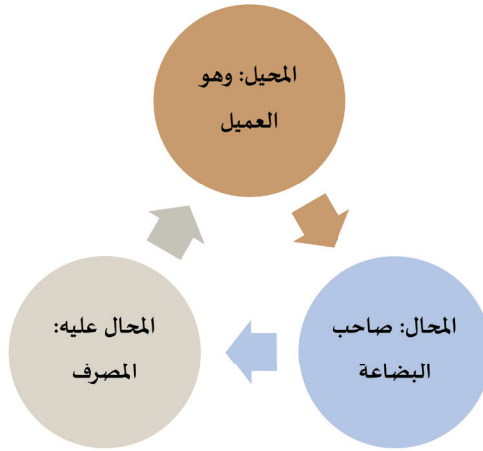 المحيل: وهو
العميل
المحال: صاحب
البضاعة
المحال عليه:
المصرف